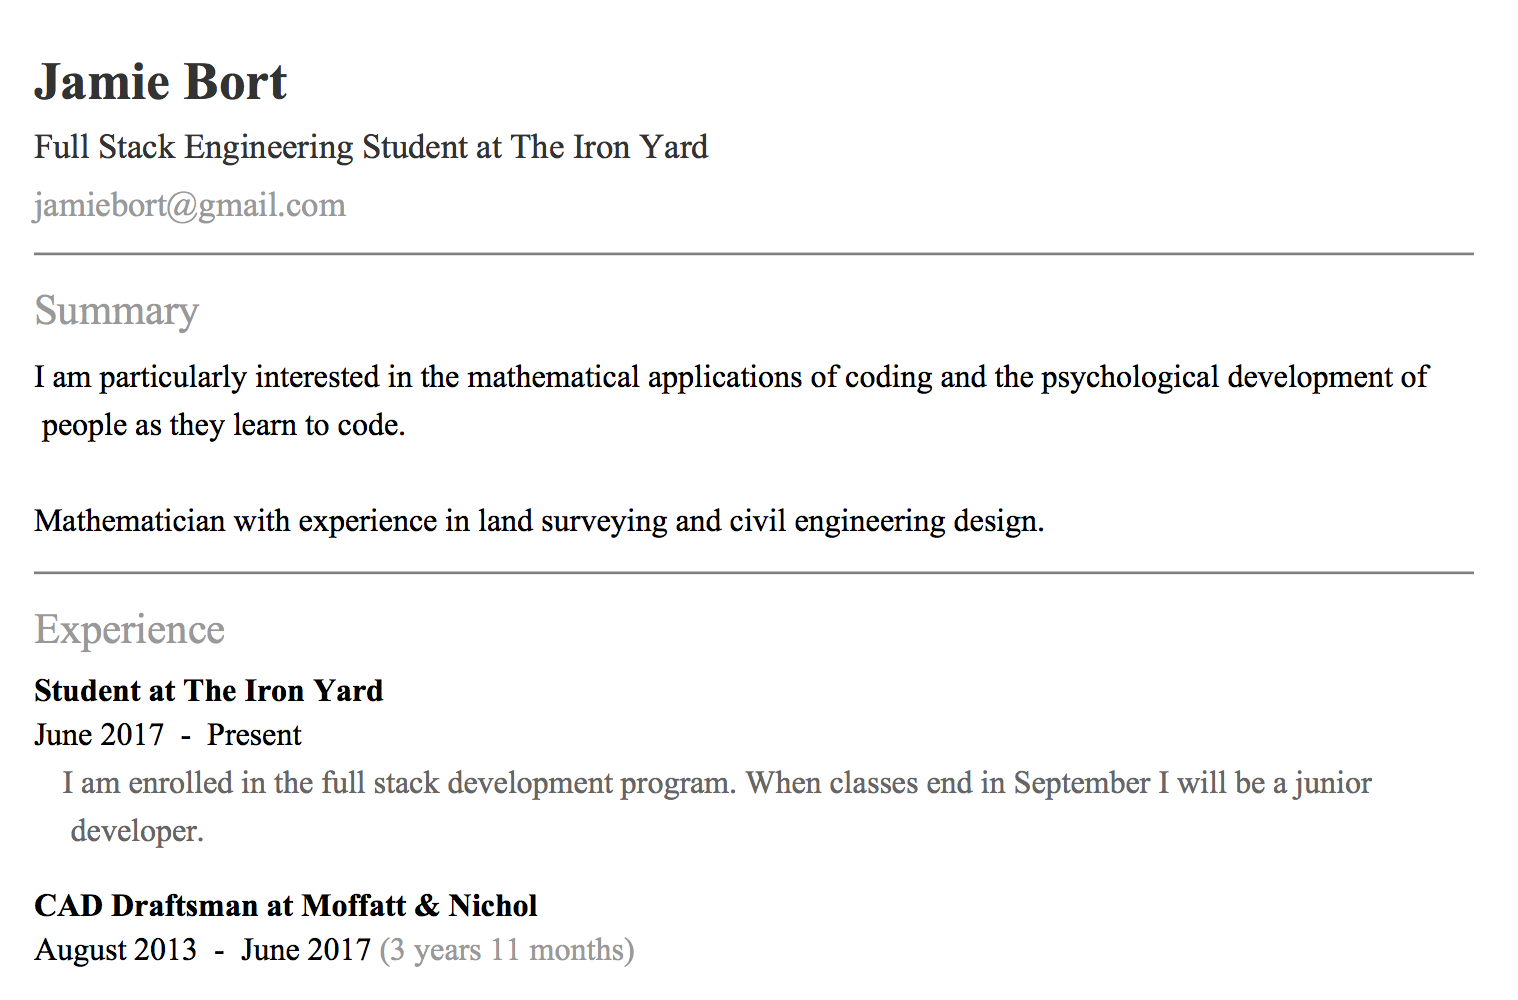 Jamie Bort
Full Stack Engineering Student at The Iron Yard
jamiebort@gmail.com
Summary
I am particularly interested in the mathematical applications of coding and the psychological development of
people as they learn to code.
Mathematician with experience in land surveying and civil engineering design.
Experience
Student at The Iron Yard
June 2017 - Present
I am enrolled in the full stack development program. When classes end in September I will be a junior
developer.
CAD Draftsman at Moffatt & Nichol
August 2013 - June 2017 (3 years 11 months)